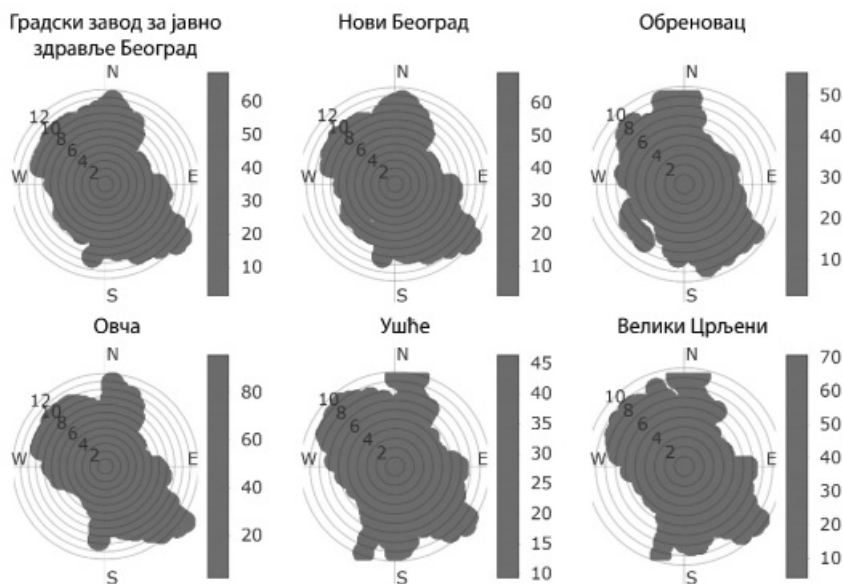 Градски завод за јавно
здравље Београд
N
W
E
S
12
10
8
6
4
2
60
50
40
30
20
10
Нови Београд
N
W
E
S
12
10
8
6
4
2
60
50
40
30
20
10
Обреновац
N
W
E
S
10
8
6
4
2
50
40
30
20
10
Овча
N
W
E
S
12
10
8
6
4
2
80
60
40
20
Ушће
N
W
E
S
10
8
6
4
2
45
40
35
30
25
20
15
10
Велики Црљени
N
W
E
S
10
8
6
4
2
70
60
50
40
30
20
10